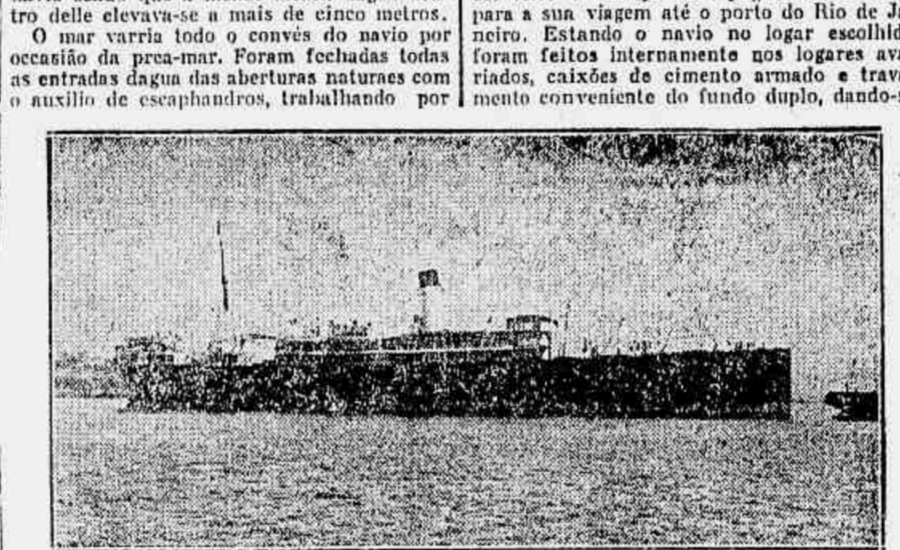 tro delle elevava-se a mais de cinco metros.
O mar varria todo o convés do navio por
occasião da prea-mar. Foram fechadas todas
as entradas dagua das aberturas naturaes com
o auxilio de escaphandros, trabalhando por
para a sua viagem até o porto do Rio de Ja
neiro. Estando o navio no logar escolhid
foram feitos internamente nos logares ava
riados, caixões de cimento armado e trava
mento conveniente do fundo duplo, dando-s